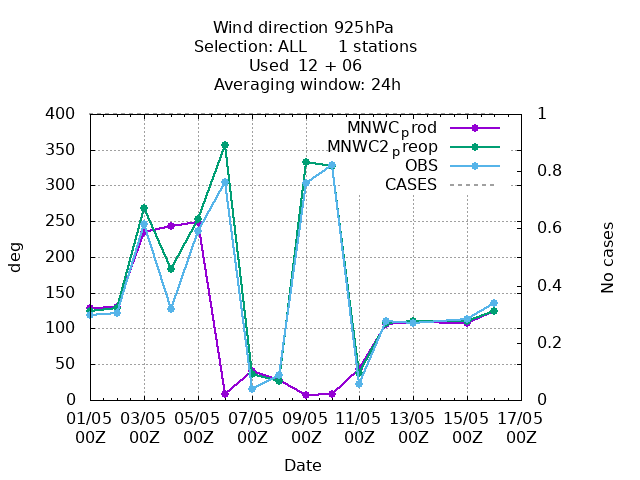 Wind direction 925hPa
Selection: ALL 1 stations
Used 12 + 06
Averaging window: 24h
400
350
300
250
200
150
100
50
0
deg
1
0.8
0.6
0.4
0.2
0
No cases
MNWCprod
MNWC2preop
OBS
CASES
01/05 03/05 05/05 07/05 09/05 11/05 13/05 15/05 17/05
00Z 00Z 00Z 00Z 00Z 00Z 00Z 00Z 00Z
Date